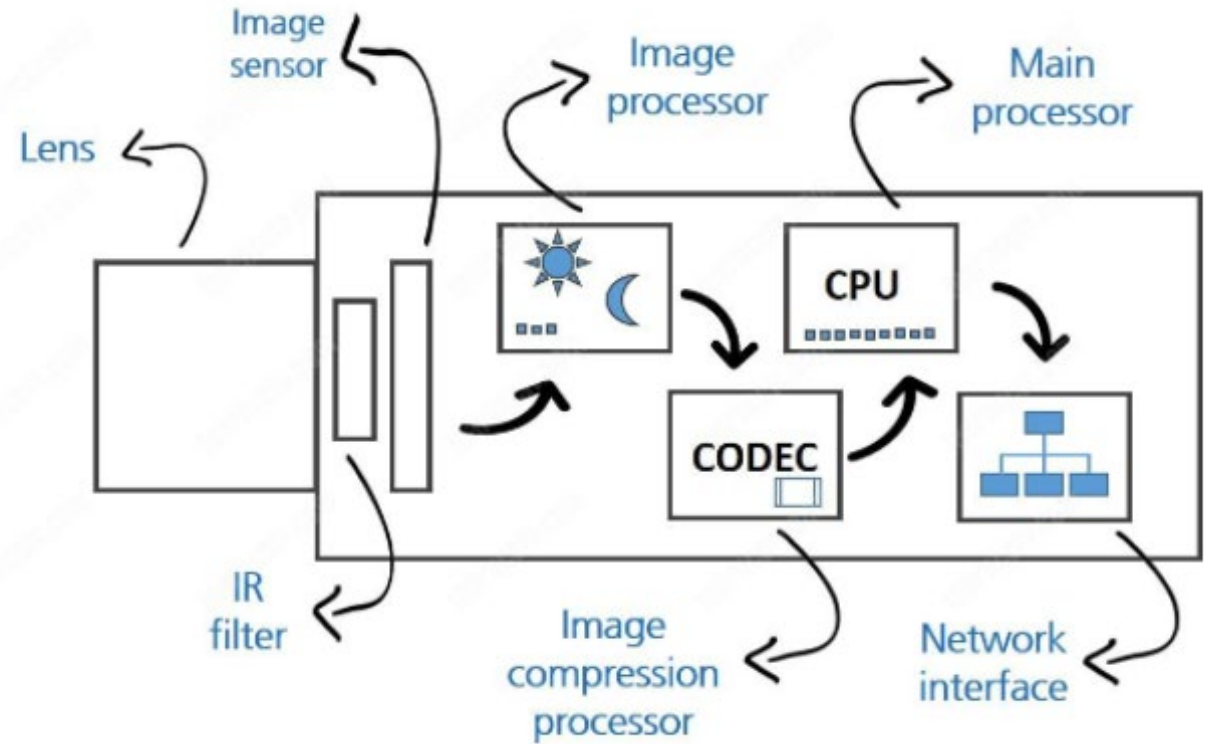 Image
sensor
Image
processor
Main
processor
Lens
CPU
CODEC
IR
filter
Image
compression
processor
Network
interface